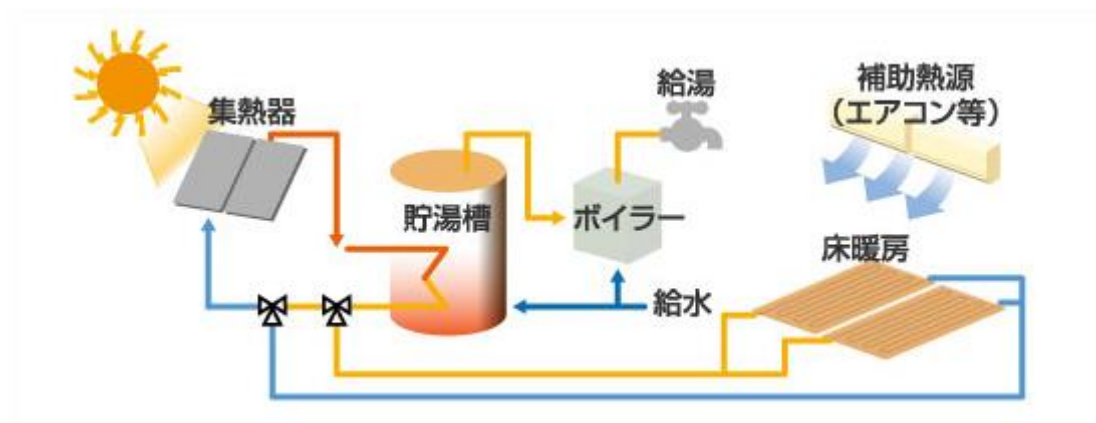 集熱器
給湯
補助熱源
（エアコン等）
貯湯槽
ボイラー
床暖房
給水